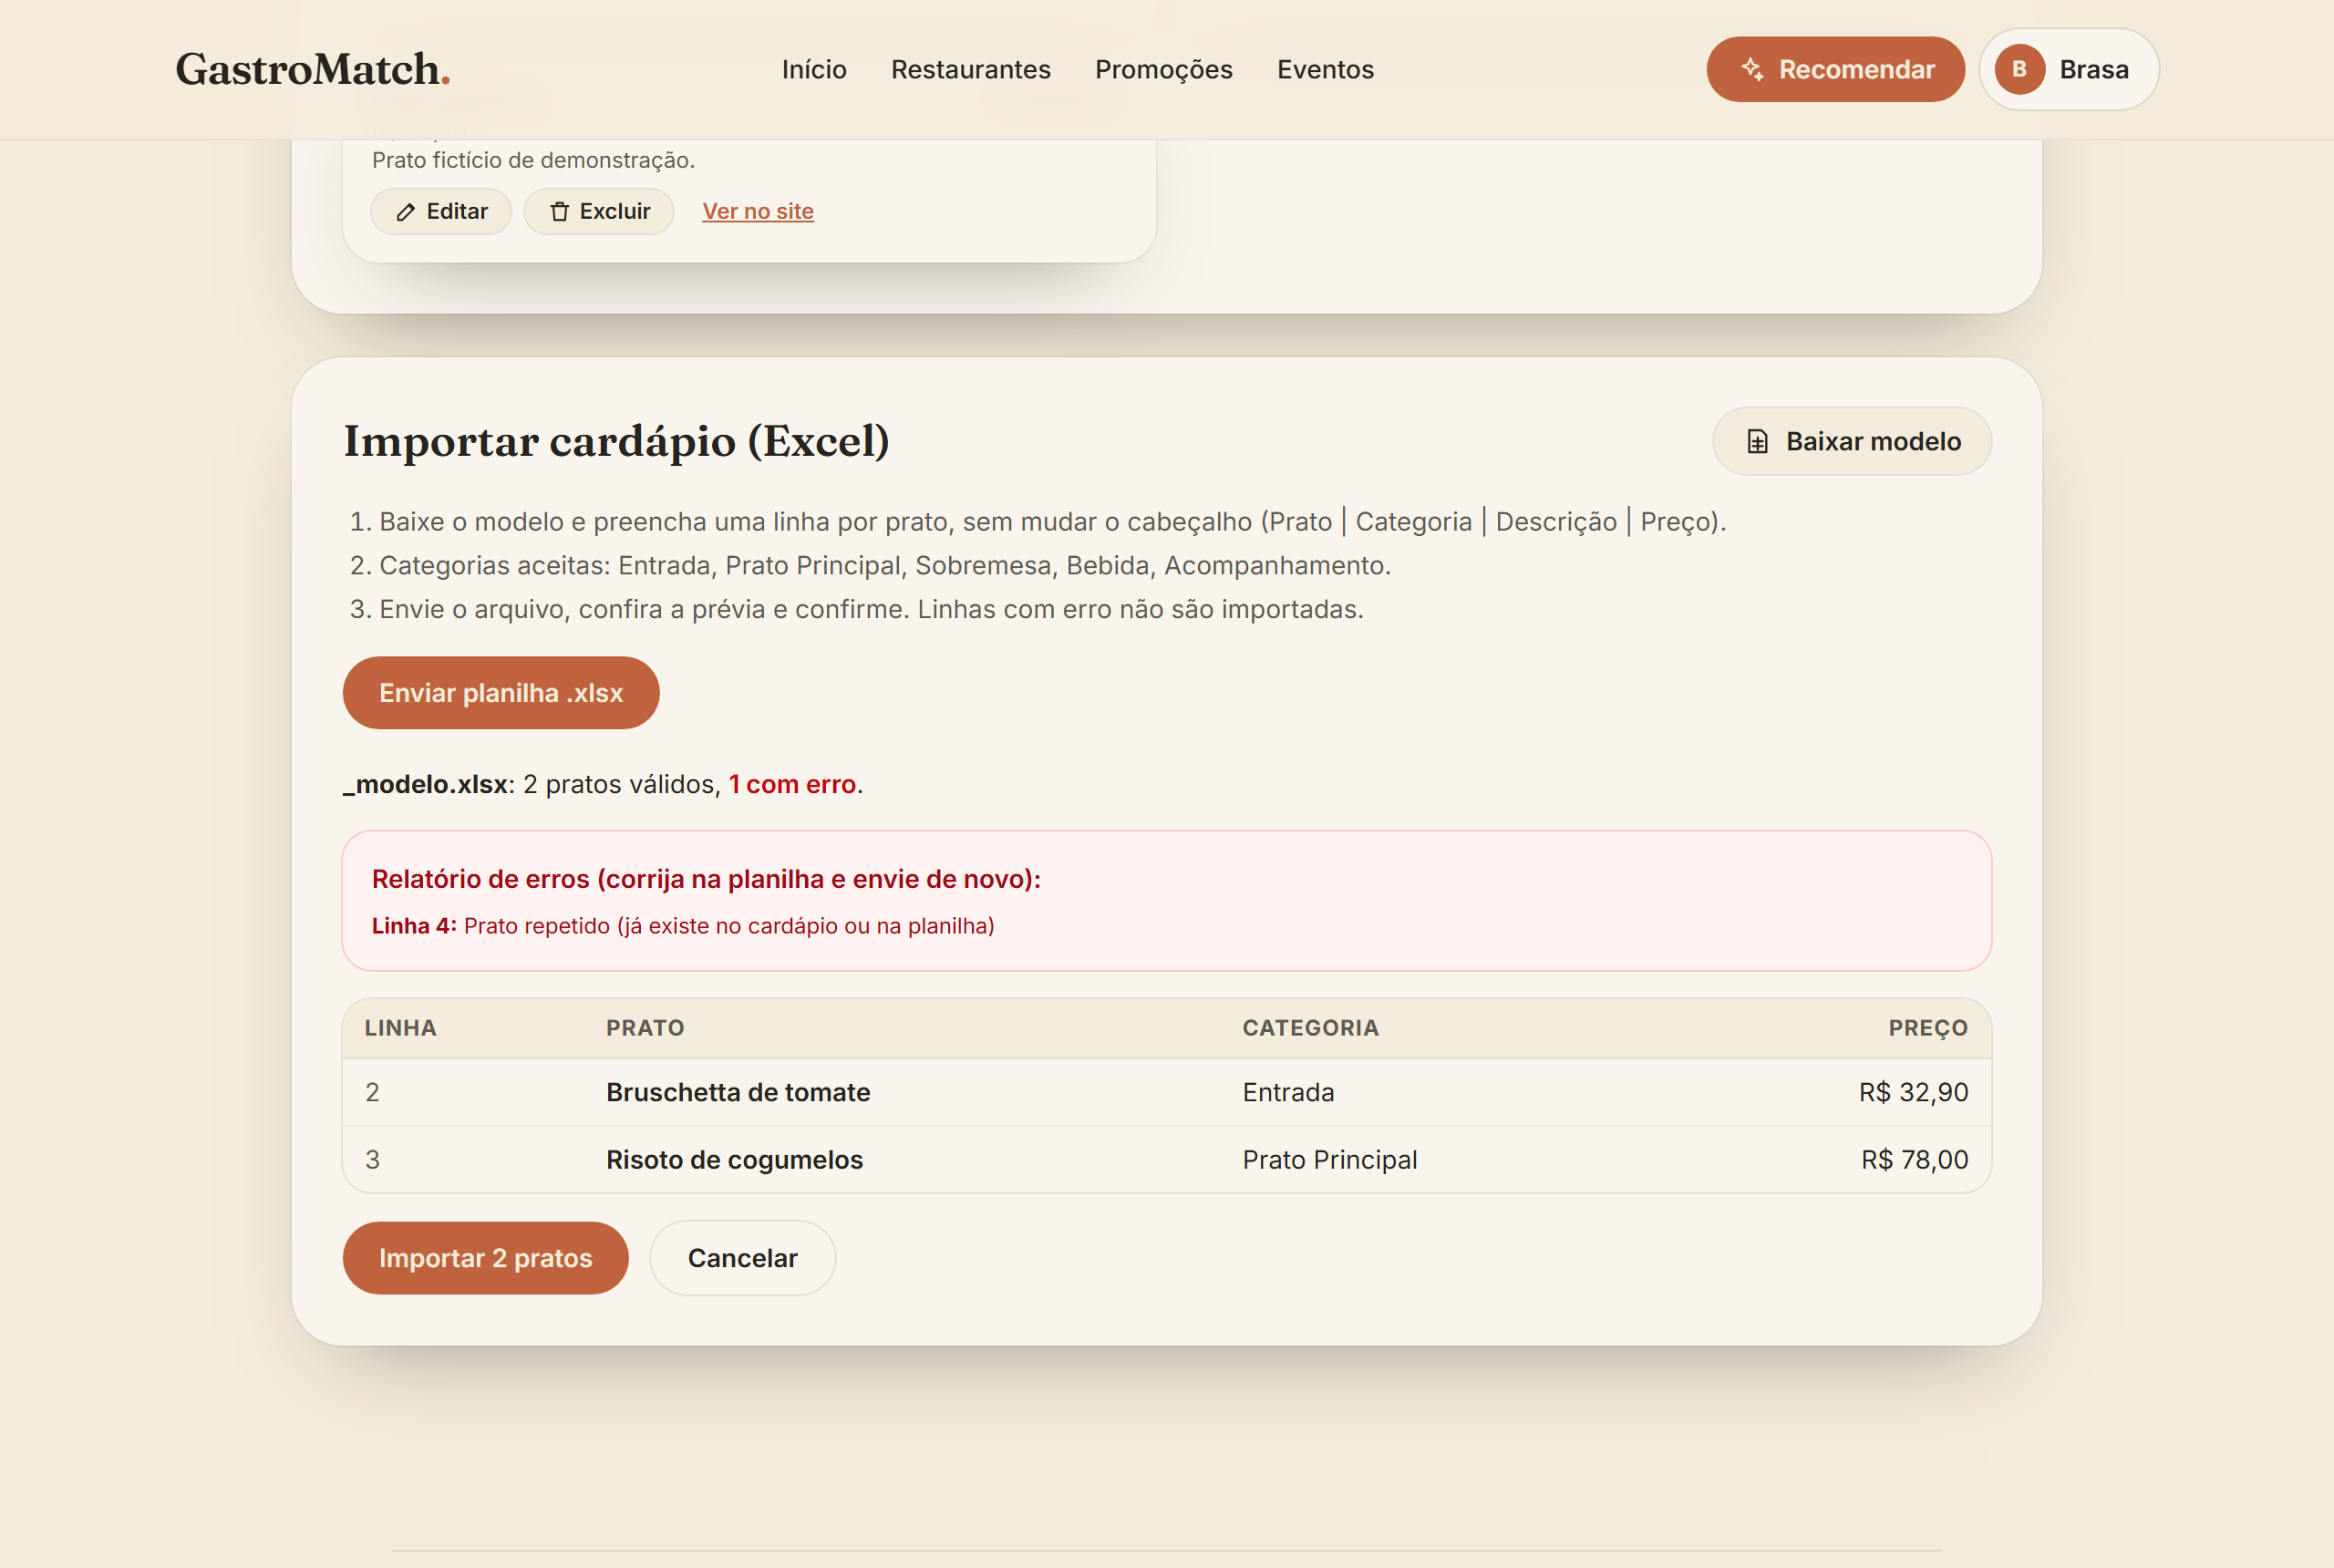 GastroMatch.
Início
Restaurantes
Promoções
Eventos
Recomendar
B
Brasa
Prato fictício de demonstração.
Editar
Excluir
Ver no site
Importar cardápio (Excel)
Baixar modelo
1. Baixe o modelo e preencha uma linha por prato, sem mudar o cabeçalho (Prato | Categoria | Descrição | Preço).
2. Categorias aceitas: Entrada, Prato Principal, Sobremesa, Bebida, Acompanhamento.
3. Envie o arquivo, confira a prévia e confirme. Linhas com erro não são importadas.
Enviar planilha .xlsx
_modelo.xlsx: 2 pratos válidos, 1 com erro.
Relatório de erros (corrija na planilha e envie de novo):
Linha 4: Prato repetido (já existe no cardápio ou na planilha)
LINHA PRATO CATEGORIA PREÇO
2 Bruschetta de tomate Entrada R$ 32,90
3 Risoto de cogumelos Prato Principal R$ 78,00
Importar 2 pratos
Cancelar